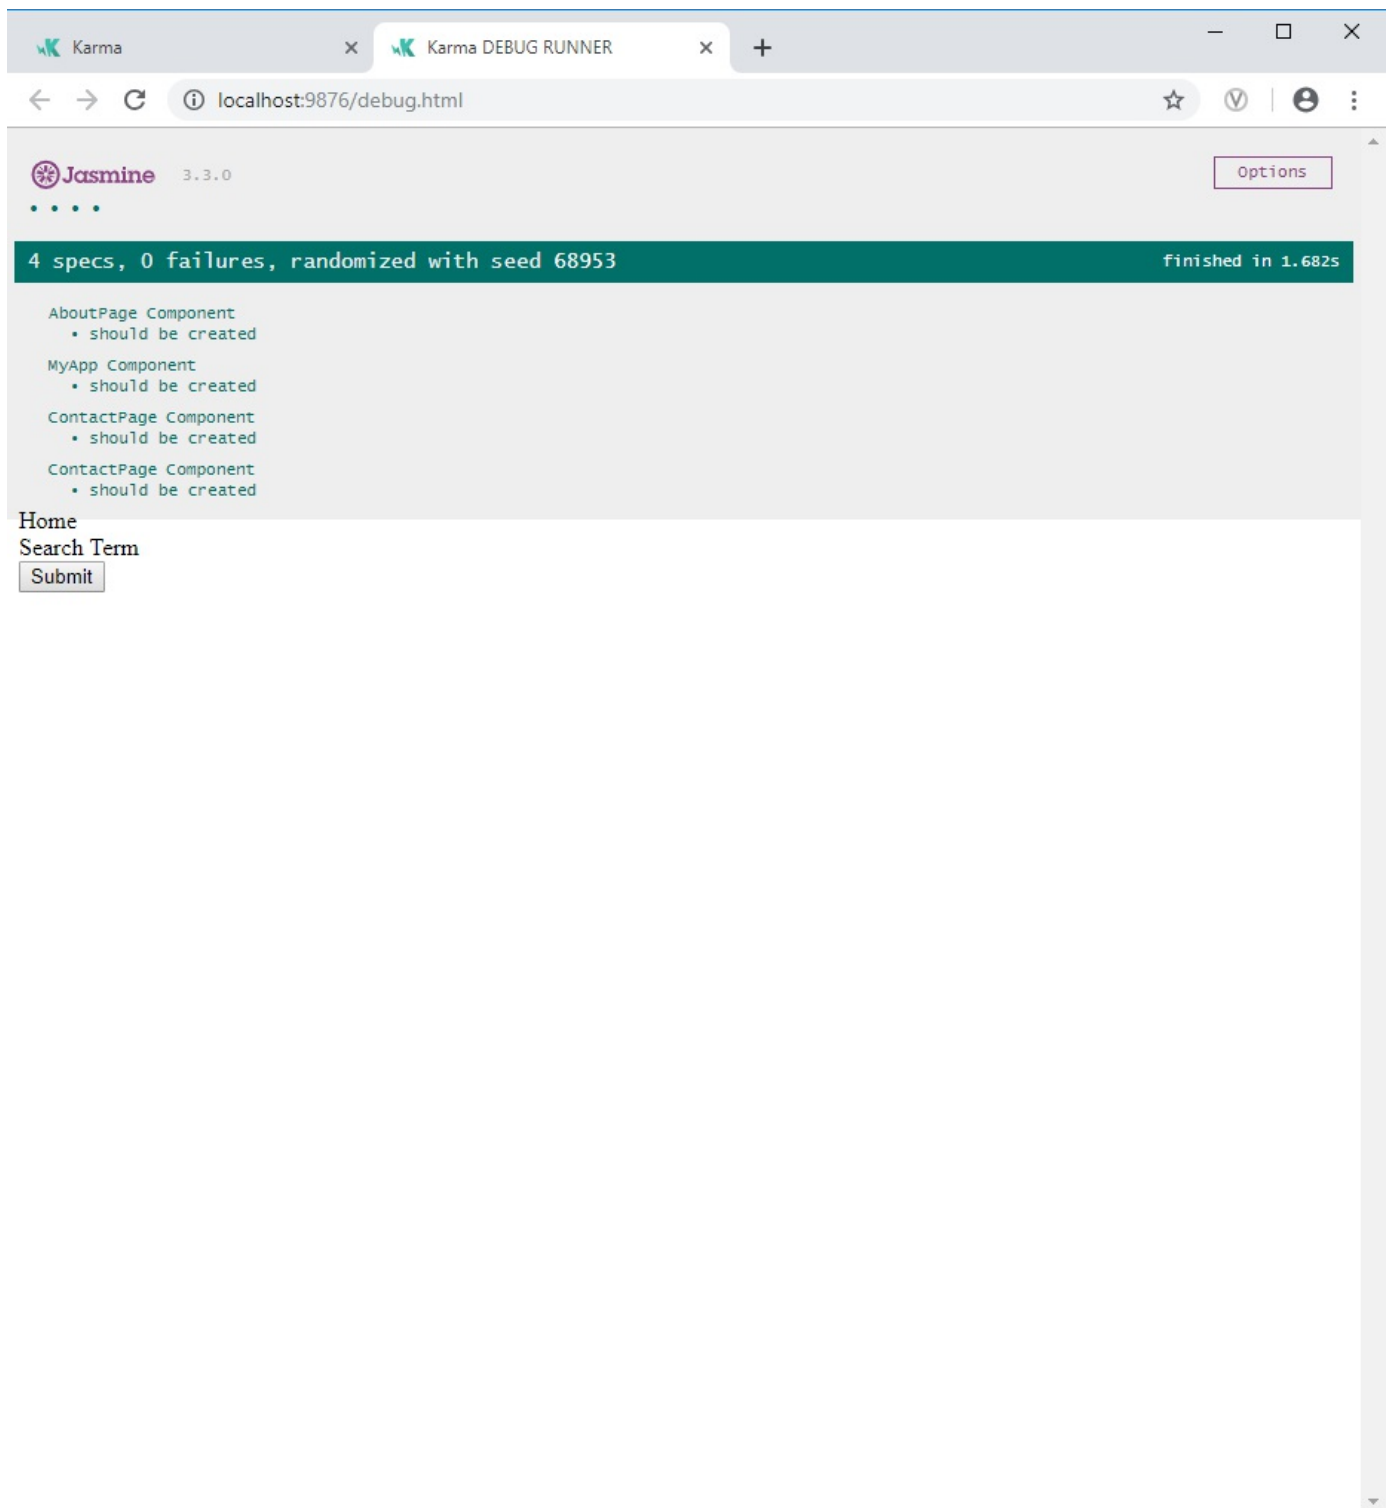 Karma
Karma DEBUG RUNNER
localhost:9876/debug.html
Jasmine 3.3.0
Options
• • • •
4 specs, 0 failures, randomized with seed 68953
finished in 1.682s
AboutPage Component
• should be created
MyApp Component
• should be created
ContactPage Component
• should be created
ContactPage Component
• should be created
Home
Search Term
Submit